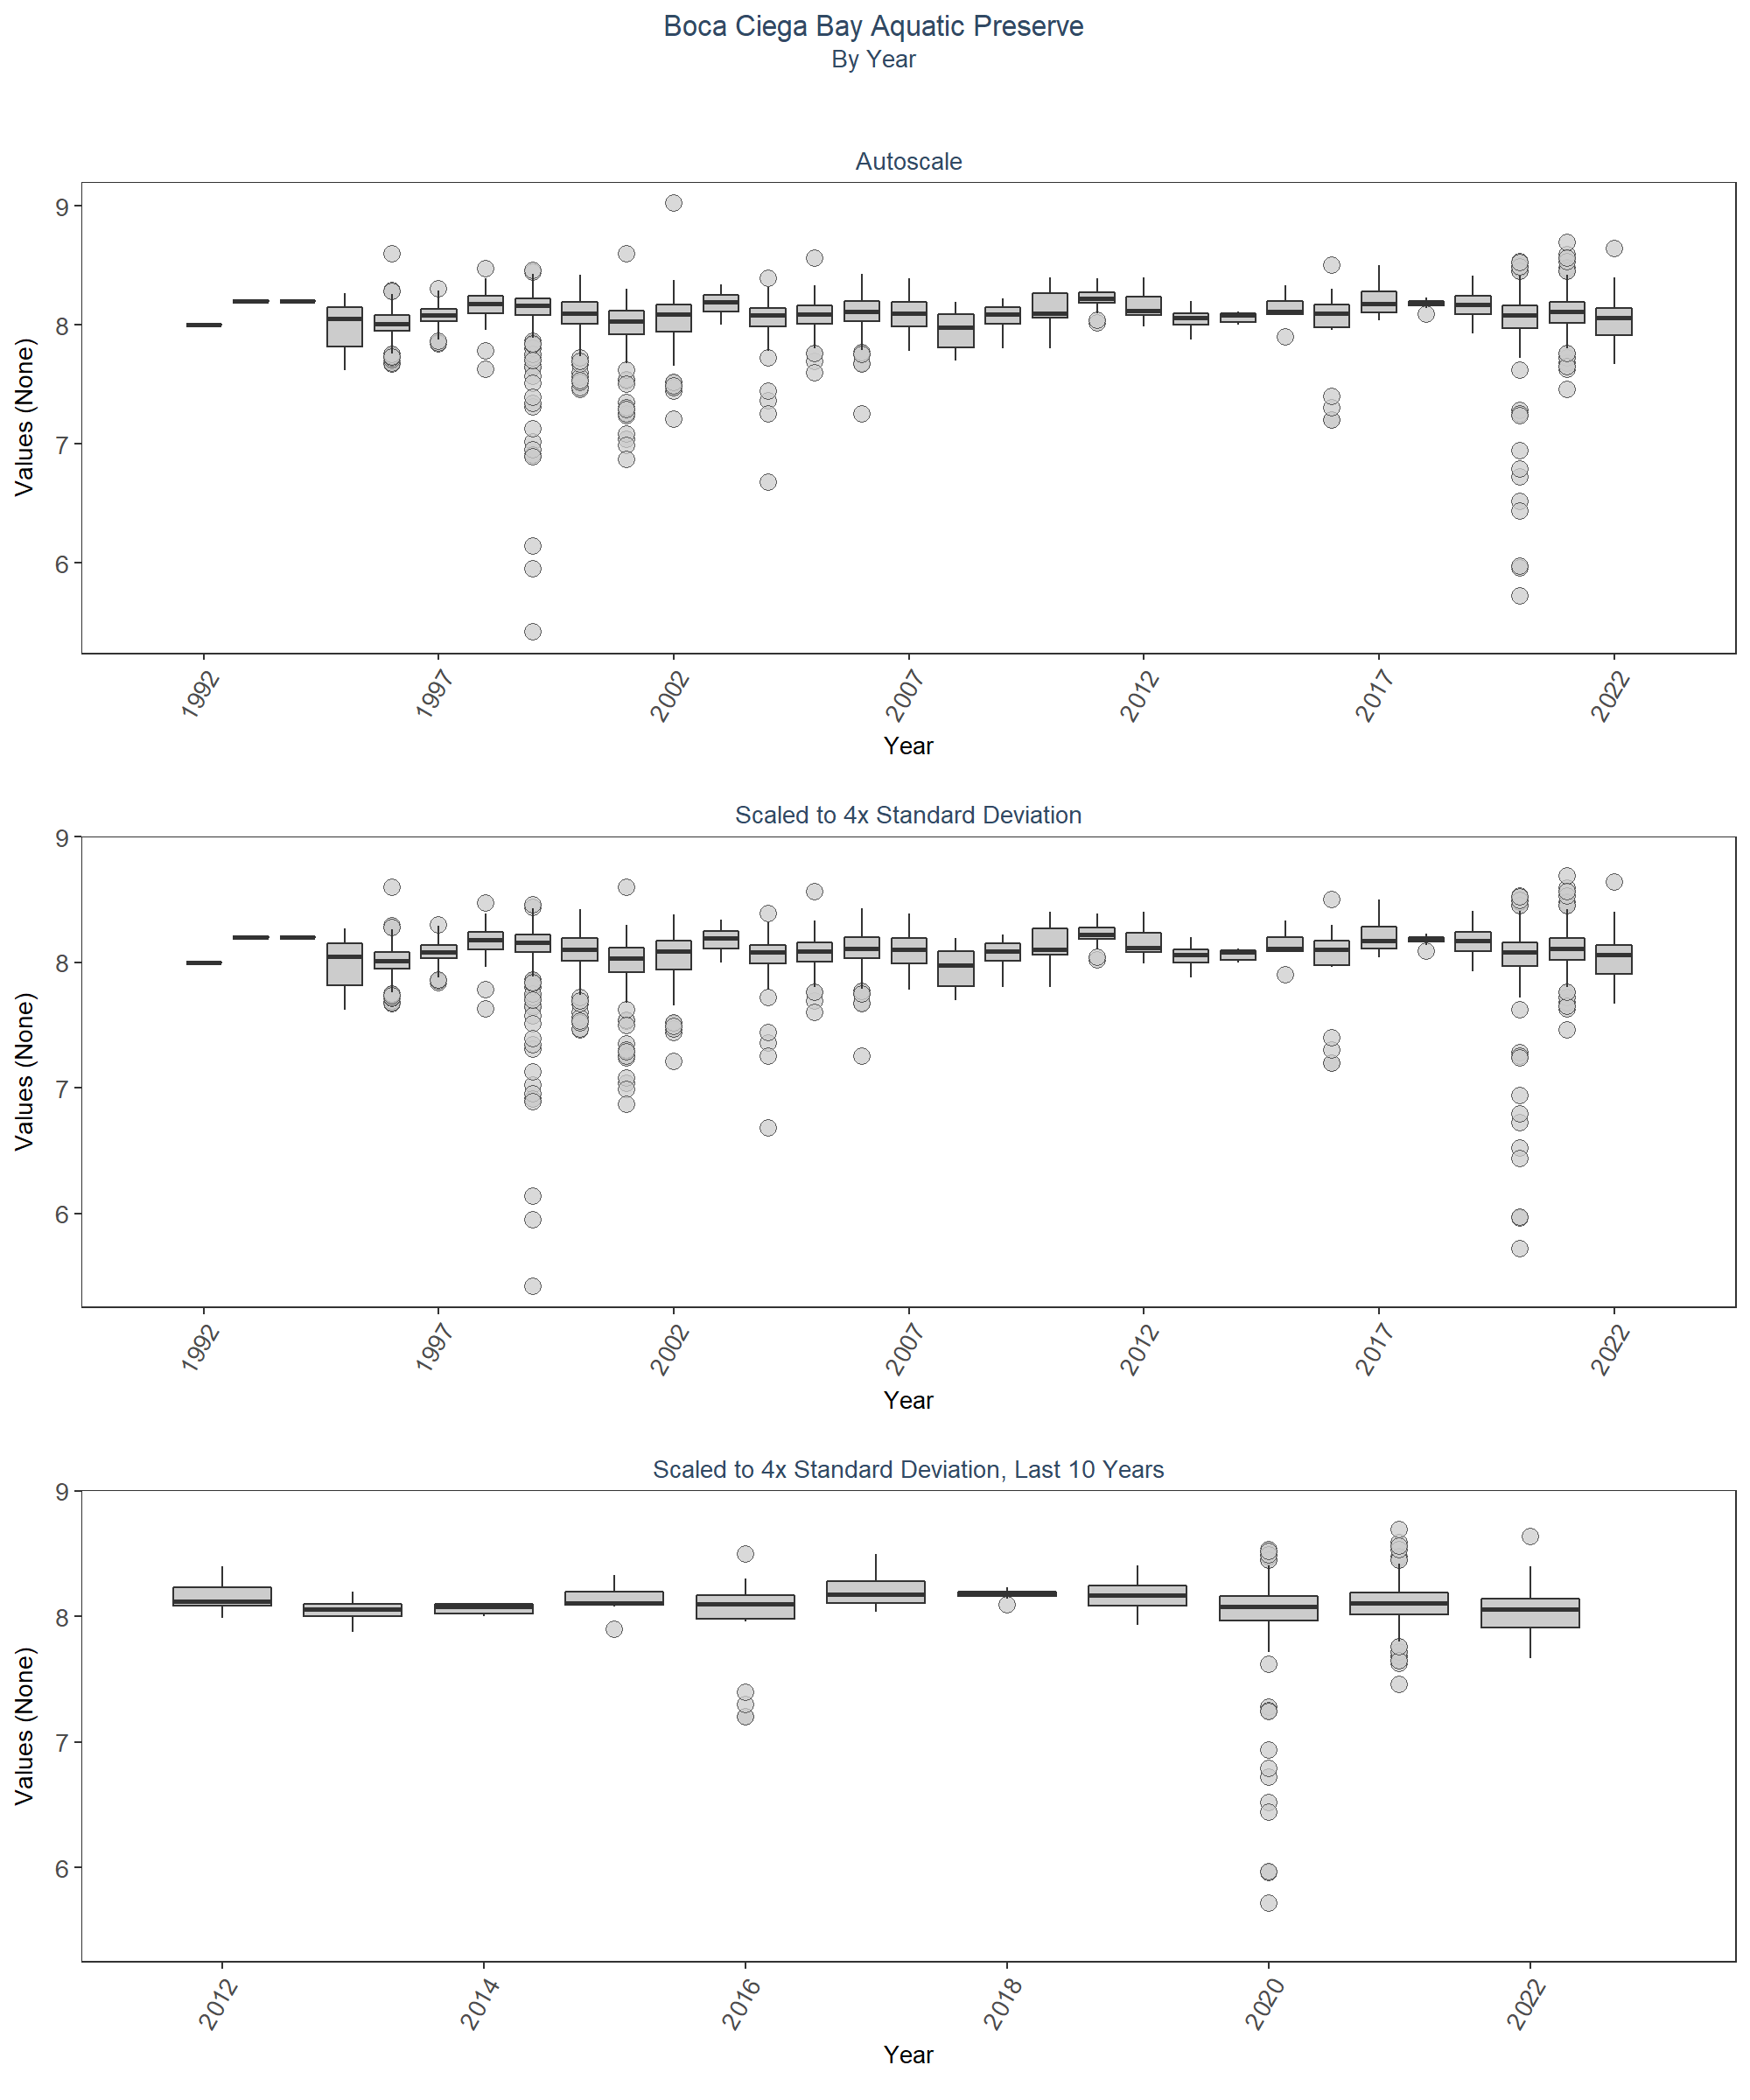 Boca Ciega Bay Aquatic Preserve
By Year
Autoscale
9
8
7
6
Values (None)
1992 1997 2002 2007 2012 2017 2022
Year
Scaled to 4x Standard Deviation
9
8
7
6
Values (None)
1992 1997 2002 2007 2012 2017 2022
Year
Scaled to 4x Standard Deviation, Last 10 Years
9
8
7
6
Values (None)
2012 2014 2016 2018 2020 2022
Year